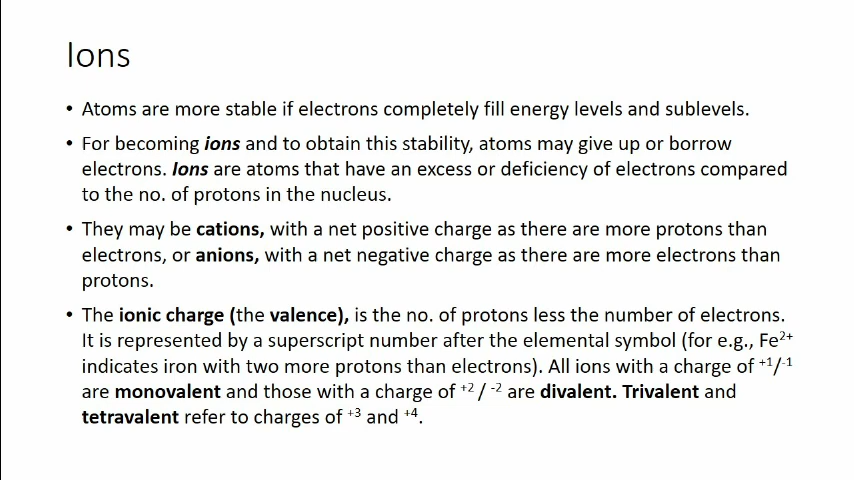 Ions
• Atoms are more stable if electrons completely fill energy levels and sublevels.
• For becoming ions and to obtain this stability, atoms may give up or borrow
electrons. Ions are atoms that have an excess or deficiency of electrons compared
to the no. of protons in the nucleus.
• They may be cations, with a net positive charge as there are more protons than
electrons, or anions, with a net negative charge as there are more electrons than
protons.
• The ionic charge (the valence), is the no. of protons less the number of electrons.
It is represented by a superscript number after the elemental symbol (for e.g., Fe²⁺
indicates iron with two more protons than electrons). All ions with a charge of ⁺¹/⁻¹
are monovalent and those with a charge of ⁺² / ⁻² are divalent. Trivalent and
tetravalent refer to charges of ⁺³ and ⁺⁴.